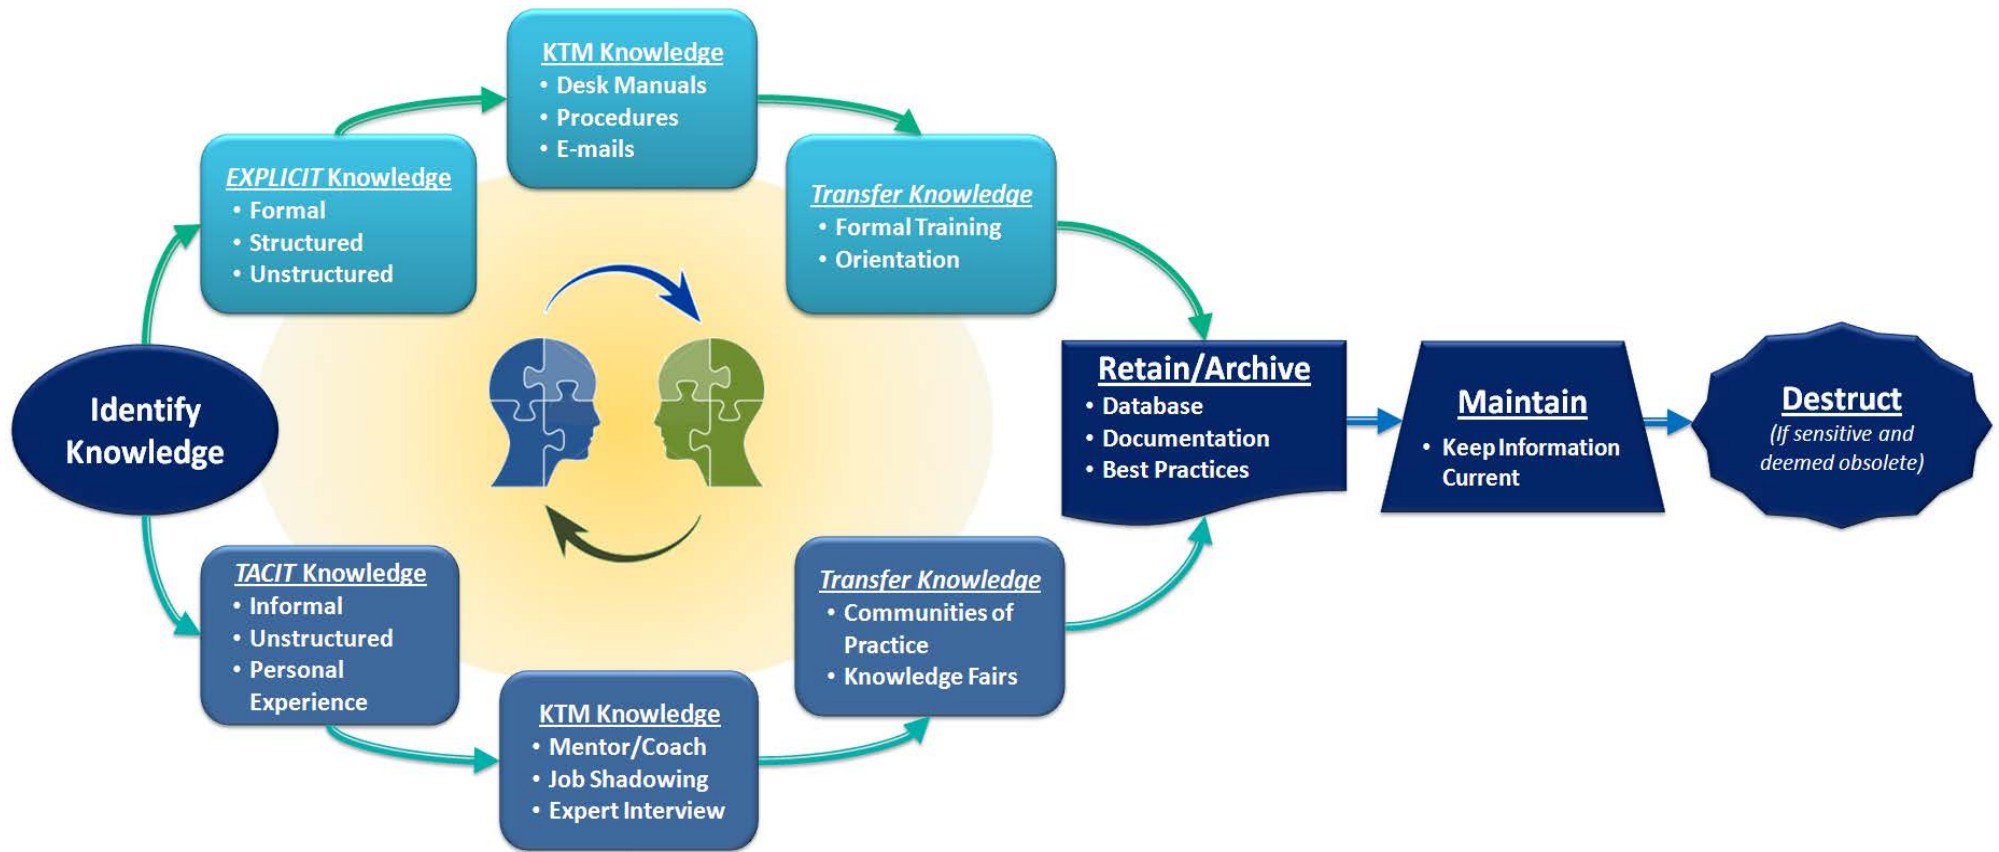 Identify
Knowledge
EXPLICIT Knowledge
• Formal
• Structured
• Unstructured
KTM Knowledge
• Desk Manuals
• Procedures
• E-mails
Transfer Knowledge
• Formal Training
• Orientation
TACIT Knowledge
• Informal
• Unstructured
• Personal
Experience
KTM Knowledge
• Mentor/Coach
• Job Shadowing
• Expert Interview
Transfer Knowledge
• Communities of
Practice
• Knowledge Fairs
Retain/Archive
• Database
• Documentation
• Best Practices
Maintain
• Keep Information
Current
Destruct
(If sensitive and
deemed obsolete)